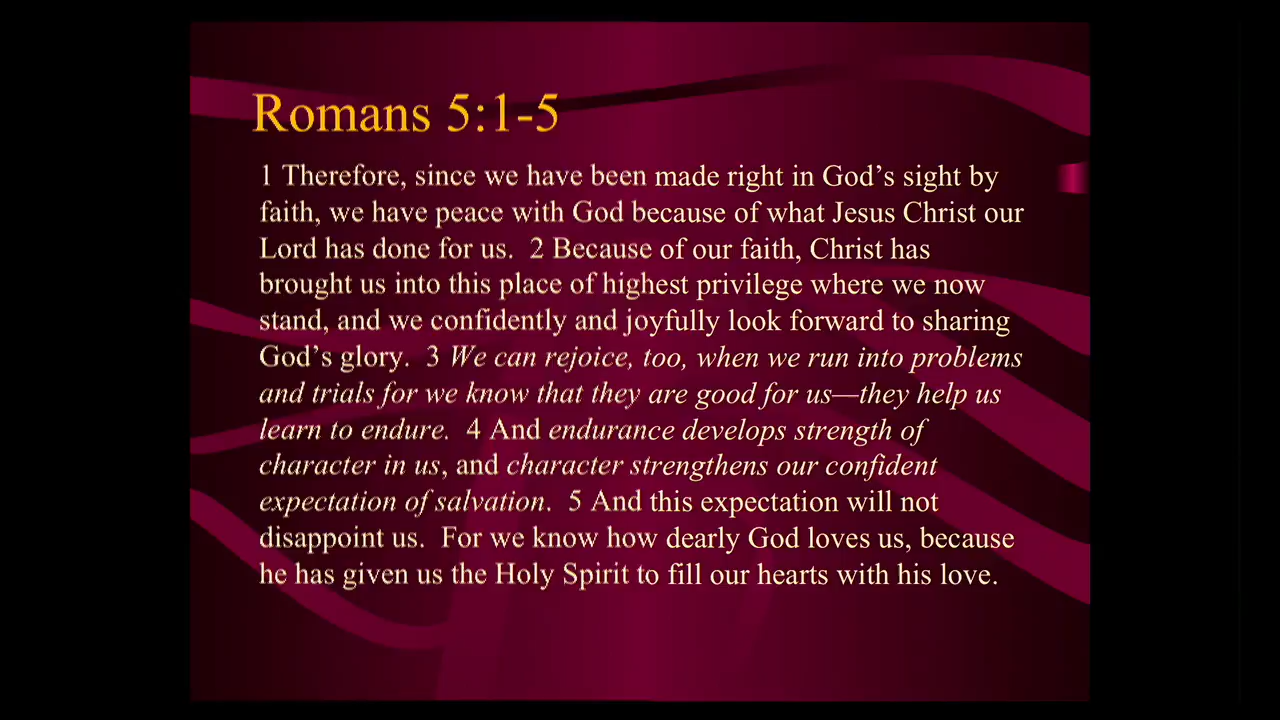 Romans 5:1-5
1 Therefore, since we have been made right in God’s sight by
faith, we have peace with God because of what Jesus Christ our
Lord has done for us.  2 Because of our faith, Christ has
brought us into this place of highest privilege where we now
stand, and we confidently and joyfully look forward to sharing
God’s glory.  3 We can rejoice, too, when we run into problems
and trials for we know that they are good for us—they help us
learn to endure.  4 And endurance develops strength of
character in us, and character strengthens our confident
expectation of salvation.  5 And this expectation will not
disappoint us.  For we know how dearly God loves us, because
he has given us the Holy Spirit to fill our hearts with his love.